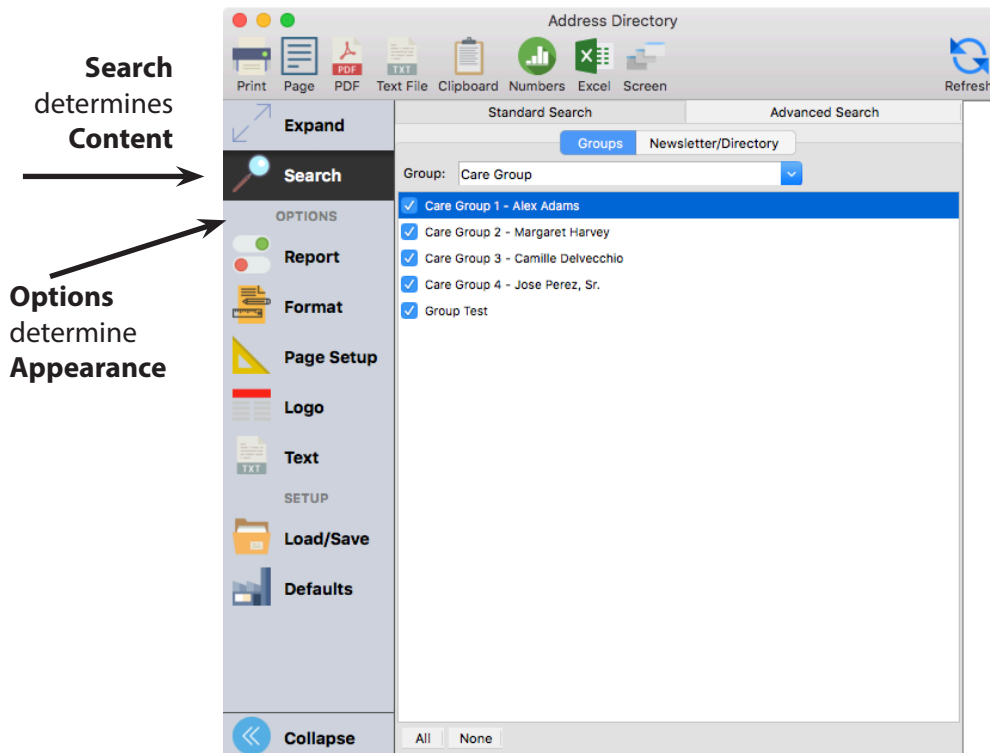 Search
determines
Content
Options
determine
Appearance
Address Directory
Print Page PDF Text File Clipboard Numbers Excel Screen Refresh
PDF
TXT
Expand
Search
OPTIONS
Report
Format
Page Setup
Logo
Text
TXT
SETUP
Load/Save
Defaults
Collapse
Standard Search Advanced Search
Groups Newsletter/Directory
Group: Care Group
Care Group 1 - Alex Adams
Care Group 2 - Margaret Harvey
Care Group 3 - Camille Delvecchio
Care Group 4 - Jose Perez, Sr.
Group Test
All None